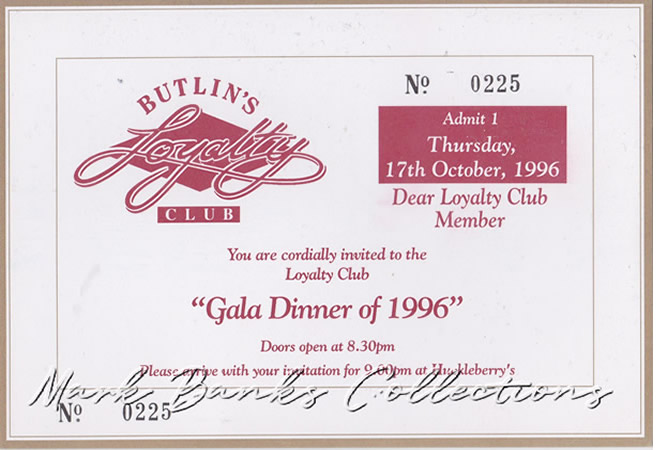 BUTLIN'S
Loyalty
CLUB
Nº 0225
Admit 1
Thursday,
17th October, 1996
Dear Loyalty Club
Member
You are cordially invited to the
Loyalty Club
“Gala Dinner of 1996”
Doors open at 8.30pm
Please arrive with your invitation for 9.00pm at Huckleberry's
Mark Banks Collections
Nº 0225